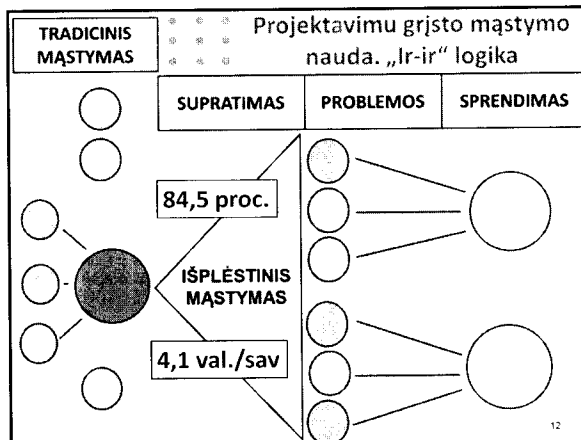 TRADICINIS
MĄSTYMAS
Projektavimu grįsto mąstymo
nauda. „Ir-ir“ logika
SUPRATIMAS
PROBLEMOS
SPRENDIMAS
84,5 proc.
IŠPLĖSTINIS
MĄSTYMAS
4,1 val./sav
12